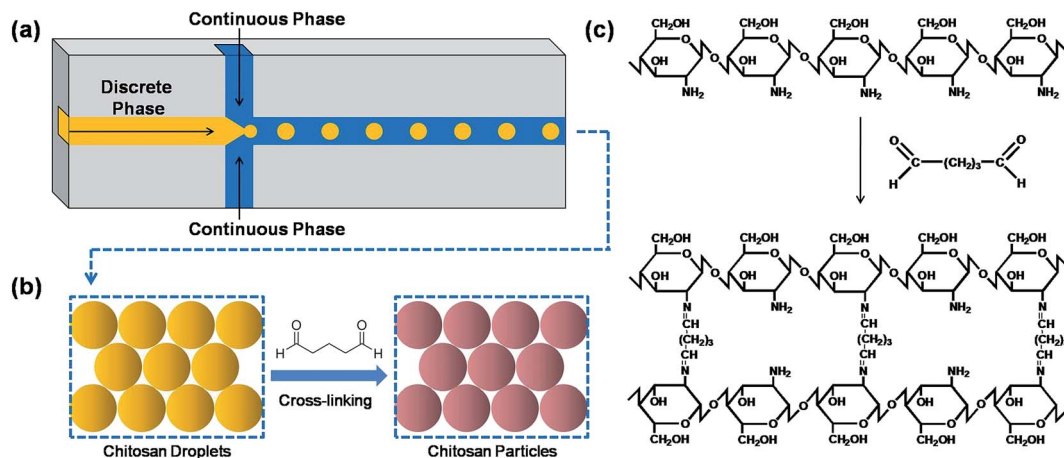 (a)
Continuous Phase
Discrete
Phase
Continuous Phase
(b)
O O
H H
Cross-linking
Chitosan Droplets
Chitosan Particles
(c)
CH₂OH CH₂OH CH₂OH CH₂OH CH₂OH
O O O O O O O O O
OH OH OH OH OH
NH₂ NH₂ NH₂ NH₂ NH₂
O O
C (CH₂)₃ C
H H
CH₂OH CH₂OH CH₂OH CH₂OH CH₂OH
O O O O O O O O O
OH OH OH OH OH
N NH₂ N NH₂ N
CH CH CH
(CH₂)₃ (CH₂)₃ (CH₂)₃
CH CH CH
N NH₂ N NH₂ N
OH OH OH OH OH
O O O O O O O O O
CH₂OH CH₂OH CH₂OH CH₂OH CH₂OH